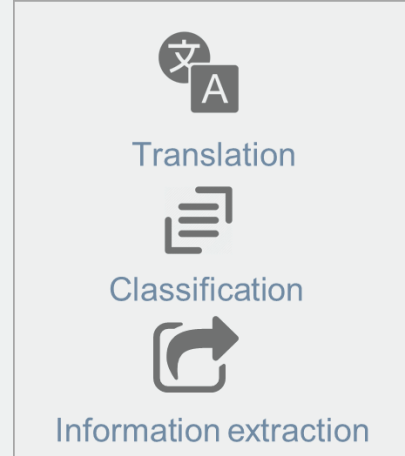 文
A
Translation
Classification
Information extraction